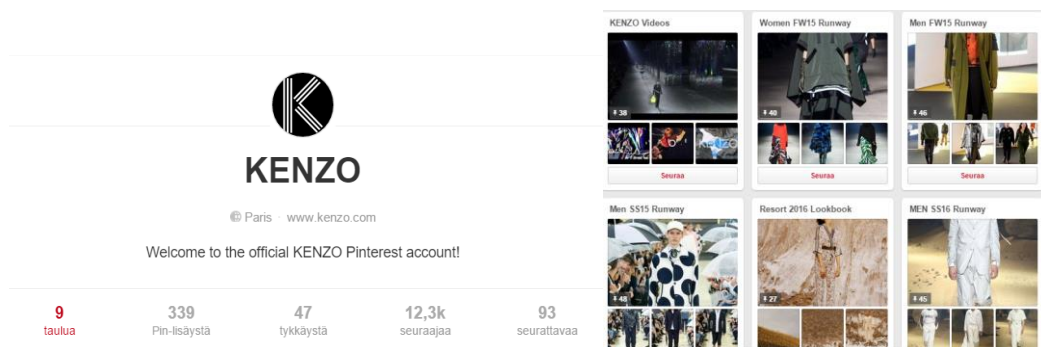 KENZO
Paris · www.kenzo.com
Welcome to the official KENZO Pinterest account!
9 339 47 12,3k 93
taulua Pin-lisäystä tykkäystä seuraajaa seurattavaa
KENZO Videos Women FW15 Runway Men FW15 Runway
38 40 46
KENZO
Seuraa Seuraa Seuraa
Men SS15 Runway Resort 2016 Lookbook MEN SS16 Runway
48 27 45